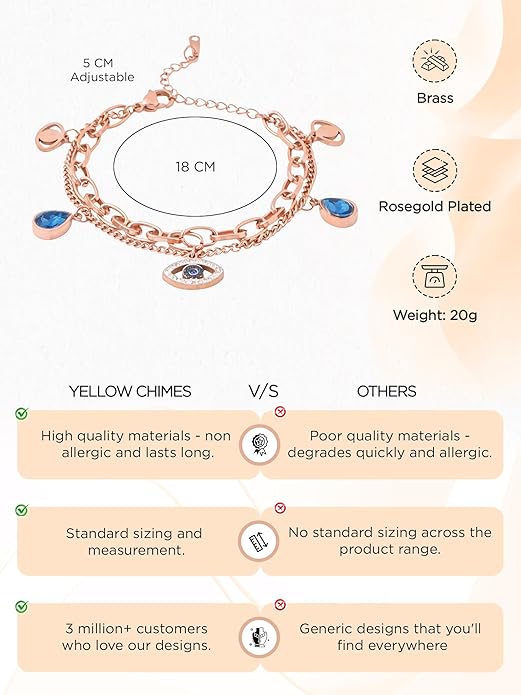 5 CM
Adjustable
18 CM
Brass
Rosegold Plated
Weight: 20g
YELLOW CHIMES V/S OTHERS
High quality materials - non
allergic and lasts long.
Poor quality materials -
degrades quickly and allergic.
Standard sizing and
measurement.
No standard sizing across the
product range.
3 million+ customers
who love our designs.
Generic designs that you'll
find everywhere